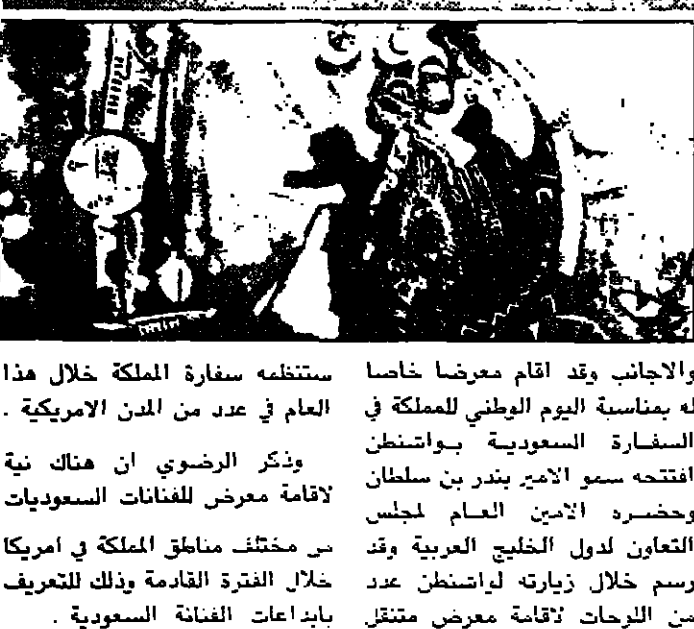 والاجانب وقد اقام معرضا خاصا
له بمناسبة اليوم الوطني للمملكة في
السفارة السعودية بواشنطن
افتتحه سمو الامير بندر بن سلطان
وحضره الامين العام لمجلس
التعاون لدول الخليج العربية وقد
رسم خلال زيارته لواشنطن عدد
من اللوحات لاقامة معرض متنقل
ستنظمه سفارة المملكة خلال هذا
العام في عدد من المدن الامريكية .
وذكر الرضوي ان هناك نية
لاقامة معرض للفنانات السعوديات
من مختلف مناطق المملكة في امريكا
خلال الفترة القادمة وذلك للتعريف
بابداعات الفنانة السعودية .